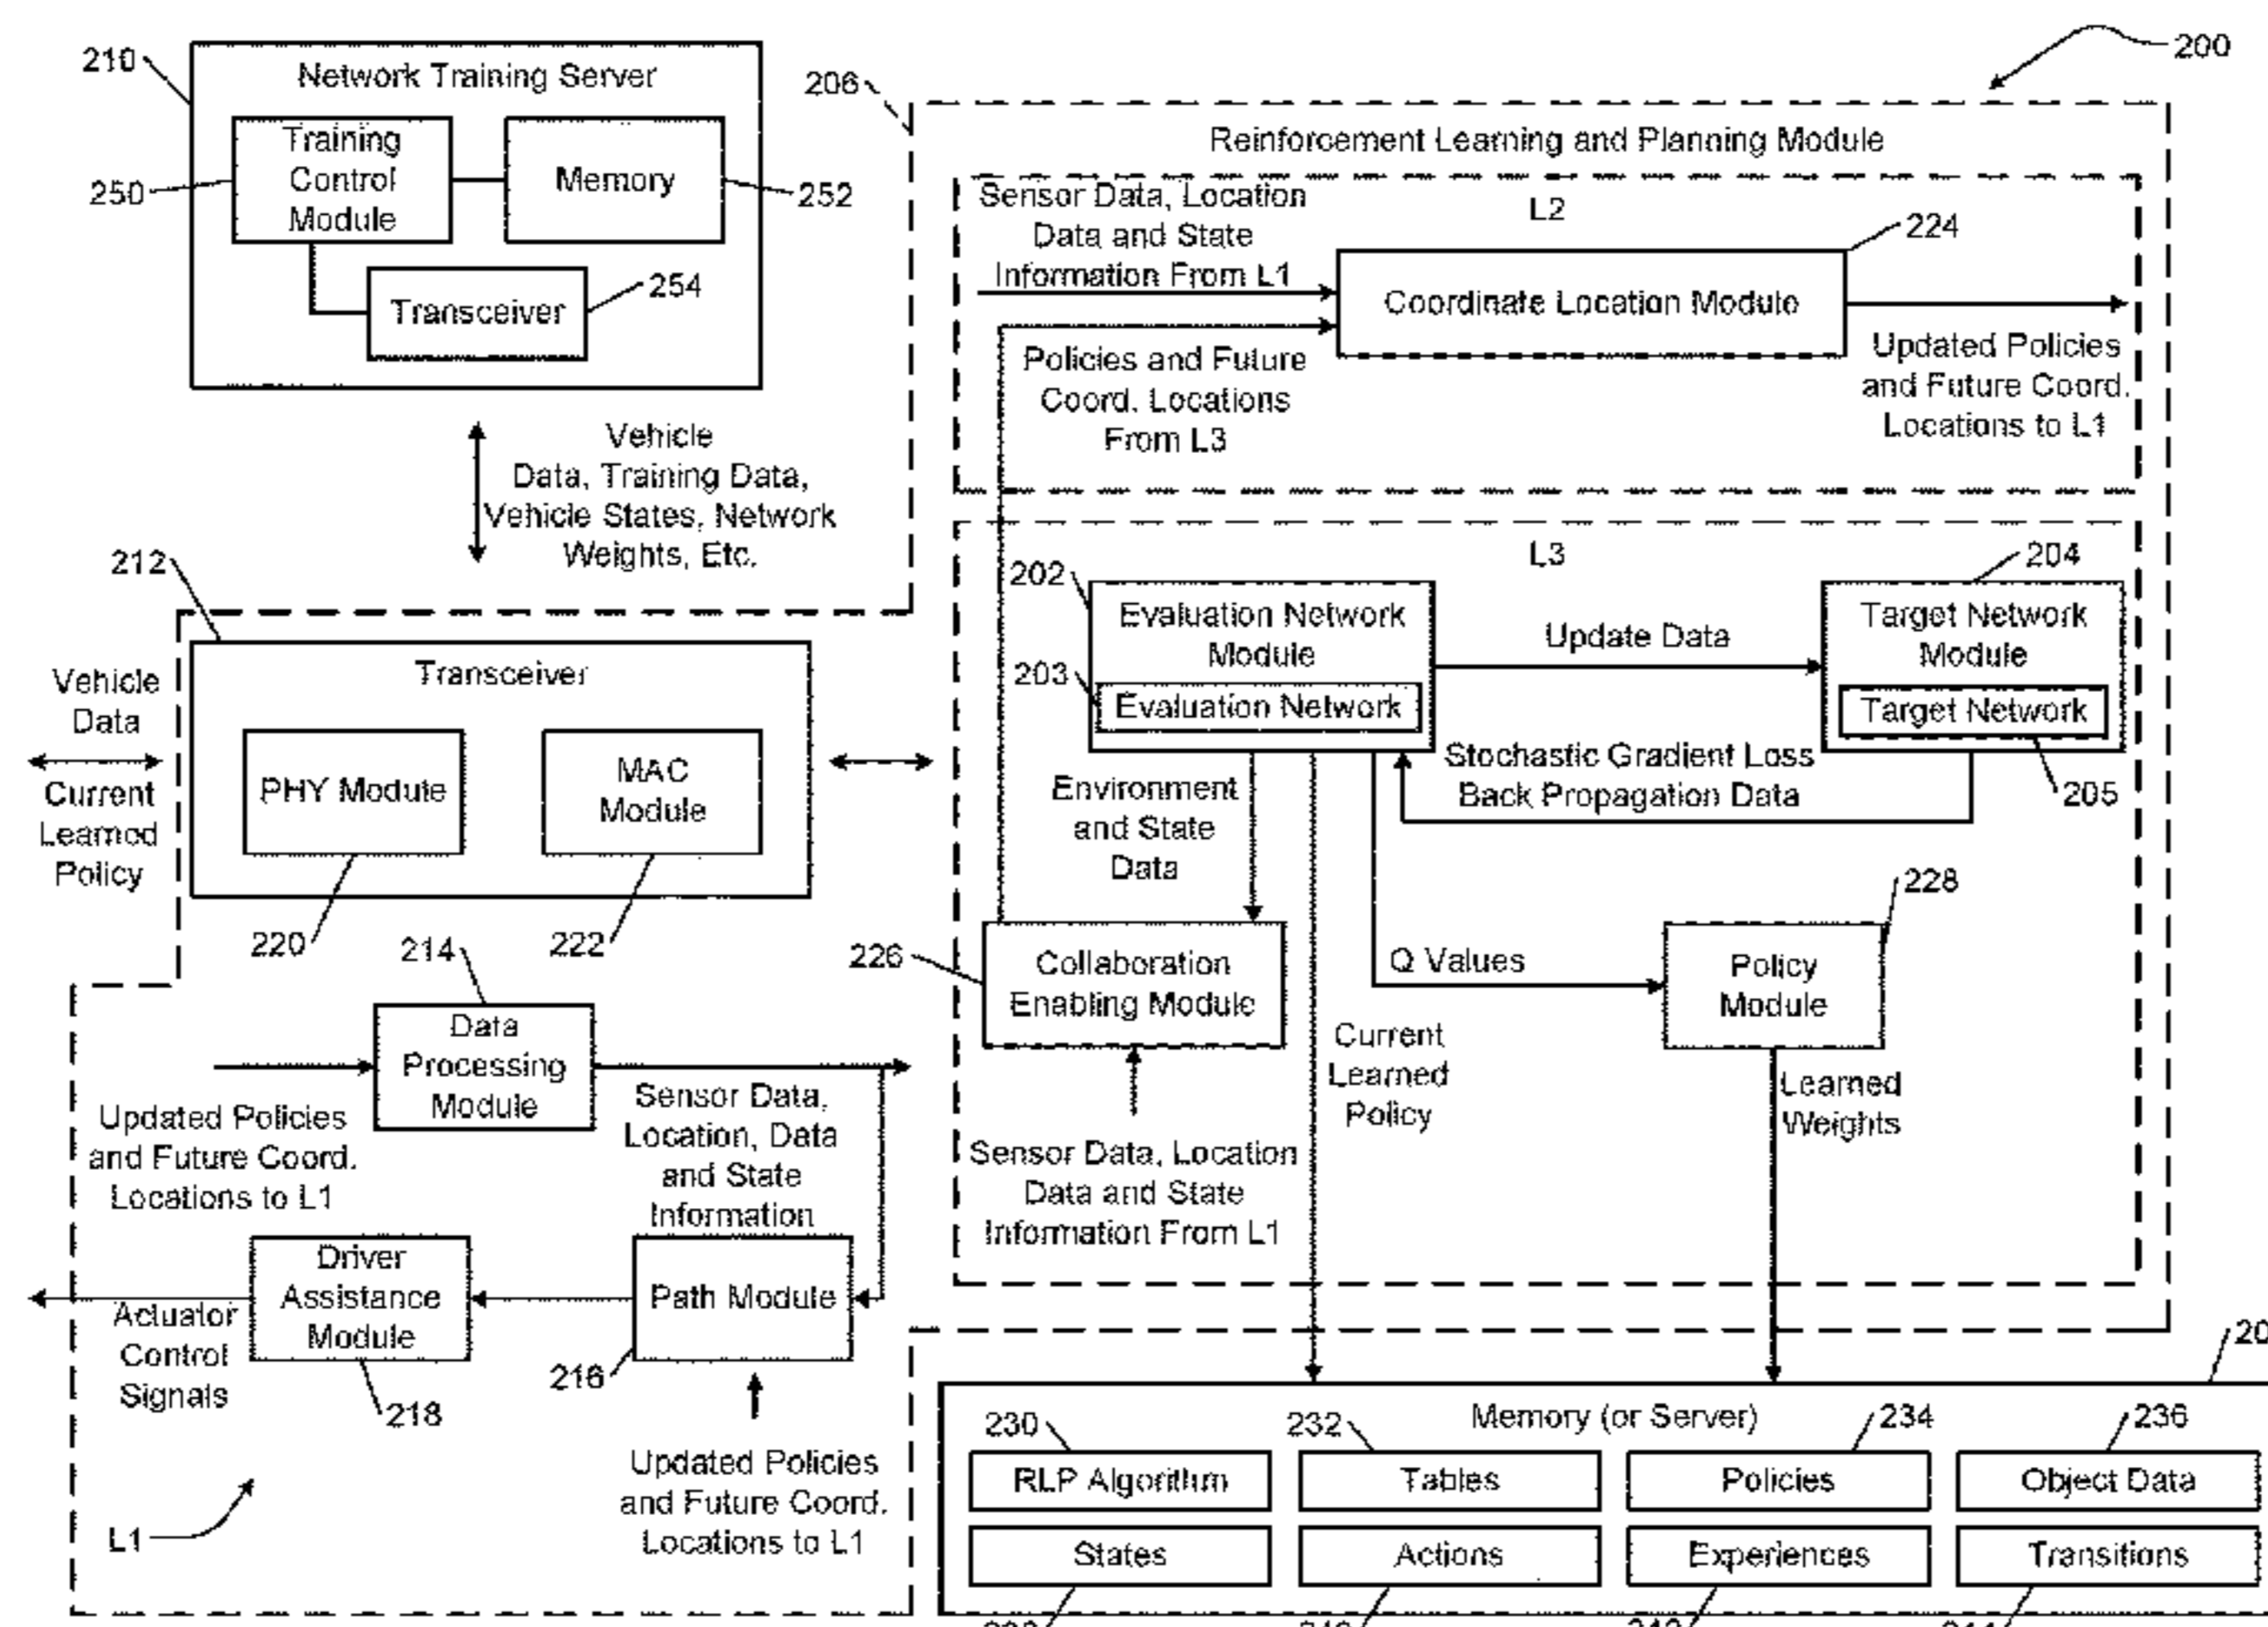 200
210
Network Training Server
Training
Control
Module
Memory
250
252
Transceiver
254
Vehicle
Data, Training Data,
Vehicle States, Network
Weights, Etc.
206
Reinforcement Learning and Planning Module
L2
Sensor Data, Location
Data and State
Information From L1
224
Coordinate Location Module
Policies and Future
Coord. Locations
From L3
Updated Policies
and Future Coord.
Locations to L1
L3
202
Evaluation Network
Module
203
Evaluation Network
Update Data
204
Target Network
Module
Target Network
205
Stochastic Gradient Loss
Back Propagation Data
Environment
and State
Data
226
Collaboration
Enabling Module
Q Values
228
Policy
Module
Current
Learned
Policy
Learned
Weights
Sensor Data, Location
Data and State
Information From L1
212
Transceiver
Vehicle
Data
Current
Learned
Policy
PHY Module
MAC
Module
220
222
214
Data
Processing
Module
Updated Policies
and Future Coord.
Locations to L1
Sensor Data,
Location, Data
and State
Information
Driver
Assistance
Module
Path Module
Actuator
Control
Signals
218
216
Updated Policies
and Future Coord.
Locations to L1
L1
Memory (or Server)
230
232
234
236
RLP Algorithm
Tables
Policies
Object Data
States
Actions
Experiences
Transitions